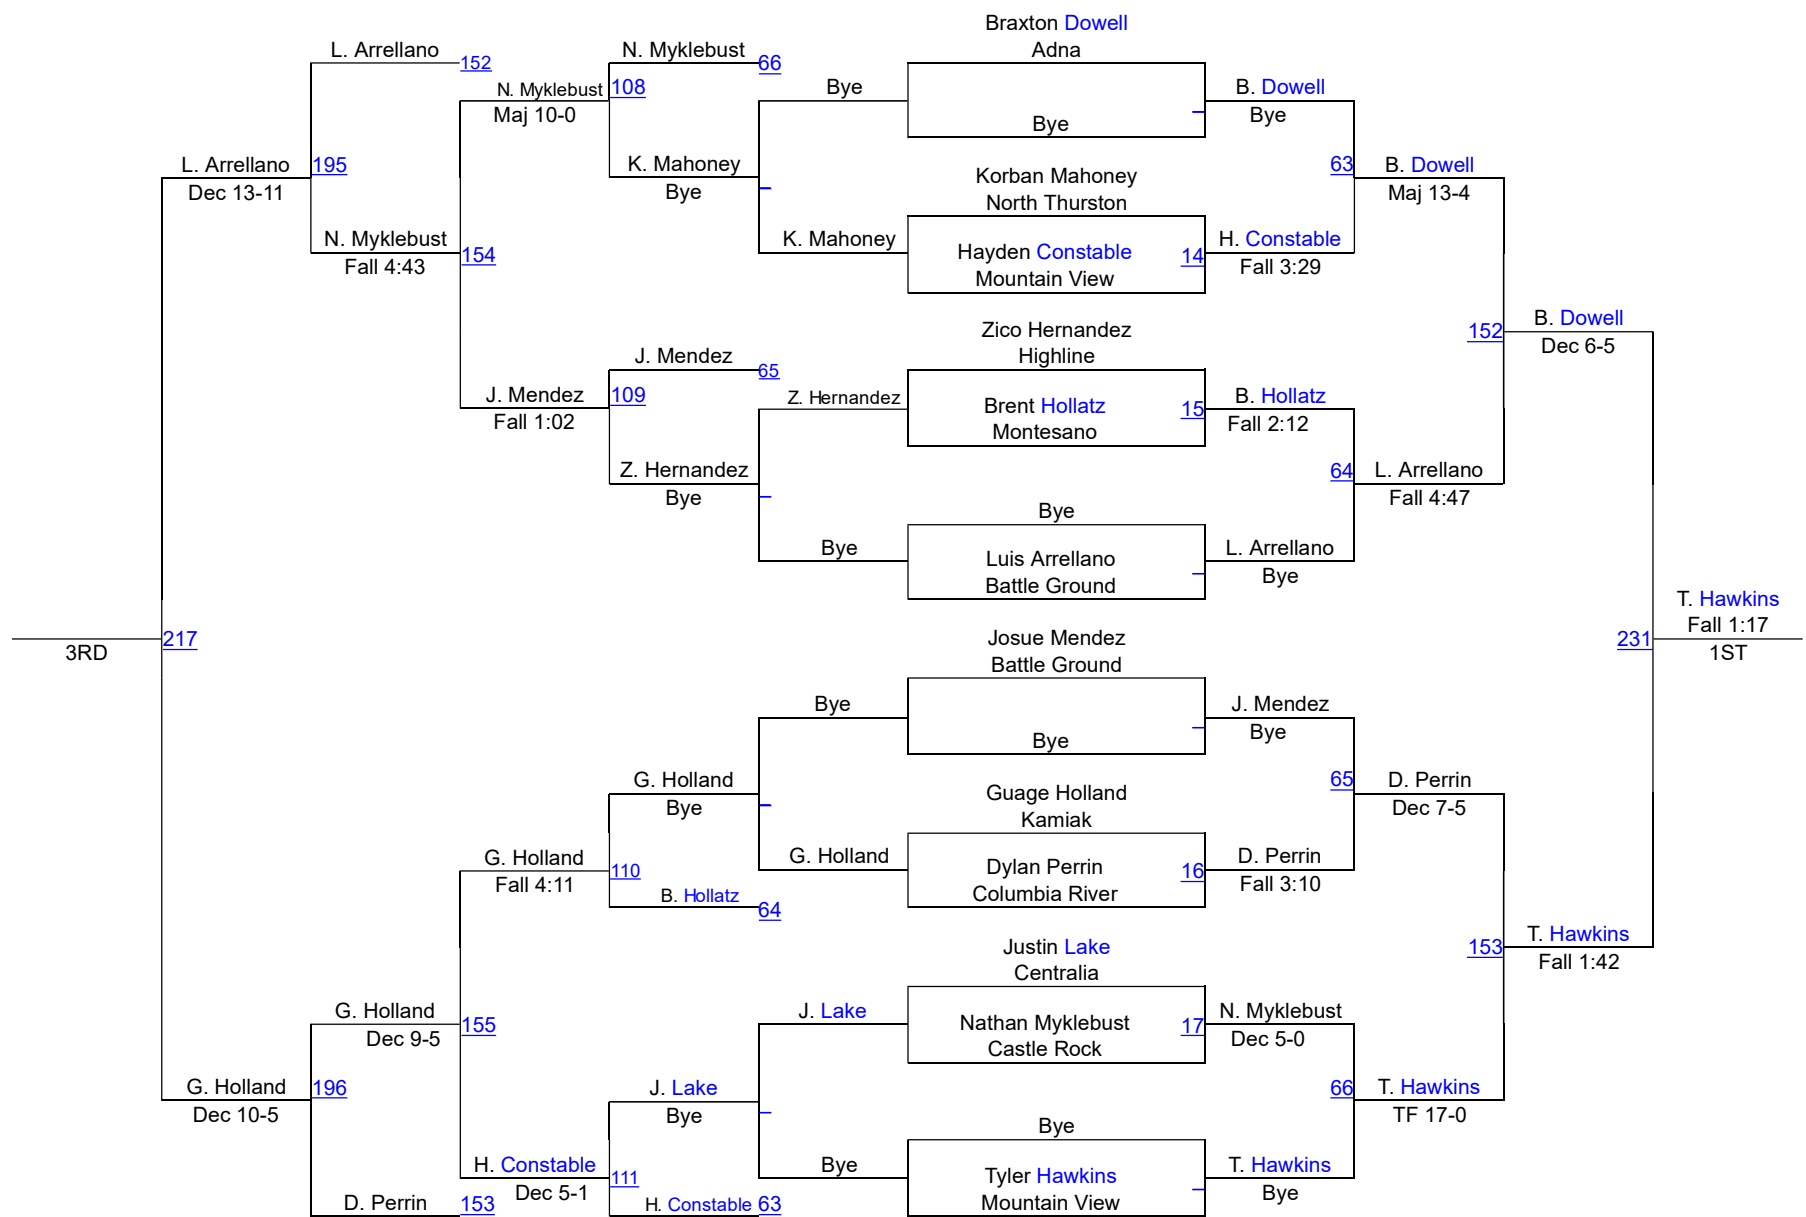 Braxton Dowell
Adna
L. Arrellano
152
N. Myklebust
66
N. Myklebust
108
Maj 10-0
Bye
Bye
B. Dowell
Bye
L. Arrellano
195
Dec 13-11
K. Mahoney
Bye
Korban Mahoney
North Thurston
63
B. Dowell
Maj 13-4
N. Myklebust
154
Fall 4:43
K. Mahoney
Hayden Constable
14
Mountain View
H. Constable
Fall 3:29
Zico Hernandez
Highline
152
B. Dowell
Dec 6-5
J. Mendez
65
J. Mendez
109
Fall 1:02
Z. Hernandez
Brent Hollatz
15
Montesano
B. Hollatz
Fall 2:12
Z. Hernandez
Bye
64
L. Arrellano
Fall 4:47
Bye
Bye
Luis Arrellano
Battle Ground
L. Arrellano
Bye
217
3RD
Josue Mendez
Battle Ground
231
T. Hawkins
Fall 1:17
1ST
Bye
Bye
J. Mendez
Bye
G. Holland
Bye
Guage Holland
Kamiak
65
D. Perrin
Dec 7-5
G. Holland
110
Fall 4:11
G. Holland
Dylan Perrin
16
Columbia River
D. Perrin
Fall 3:10
B. Hollatz
64
Justin Lake
Centralia
153
T. Hawkins
Fall 1:42
G. Holland
155
Dec 9-5
J. Lake
Nathan Myklebust
17
Castle Rock
N. Myklebust
Dec 5-0
G. Holland
196
Dec 10-5
J. Lake
Bye
66
T. Hawkins
TF 17-0
Bye
H. Constable
111
Dec 5-1
Bye
Tyler Hawkins
Mountain View
T. Hawkins
Bye
D. Perrin
153
H. Constable
63